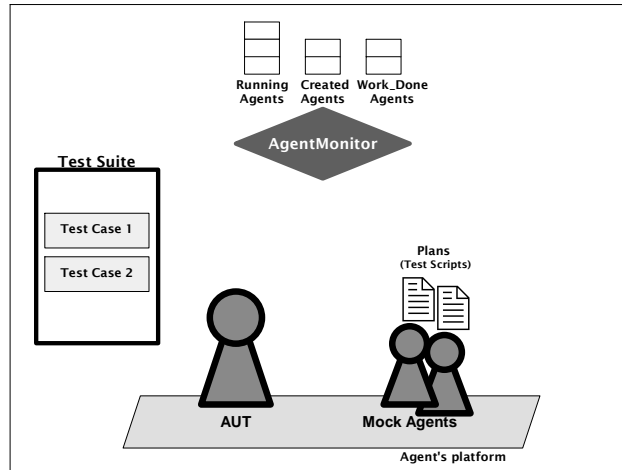 Running Agents
Created Agents
Work_Done Agents
AgentMonitor
Test Suite
Test Case 1
Test Case 2
Plans
(Test Scripts)
AUT
Mock Agents
Agent's platform